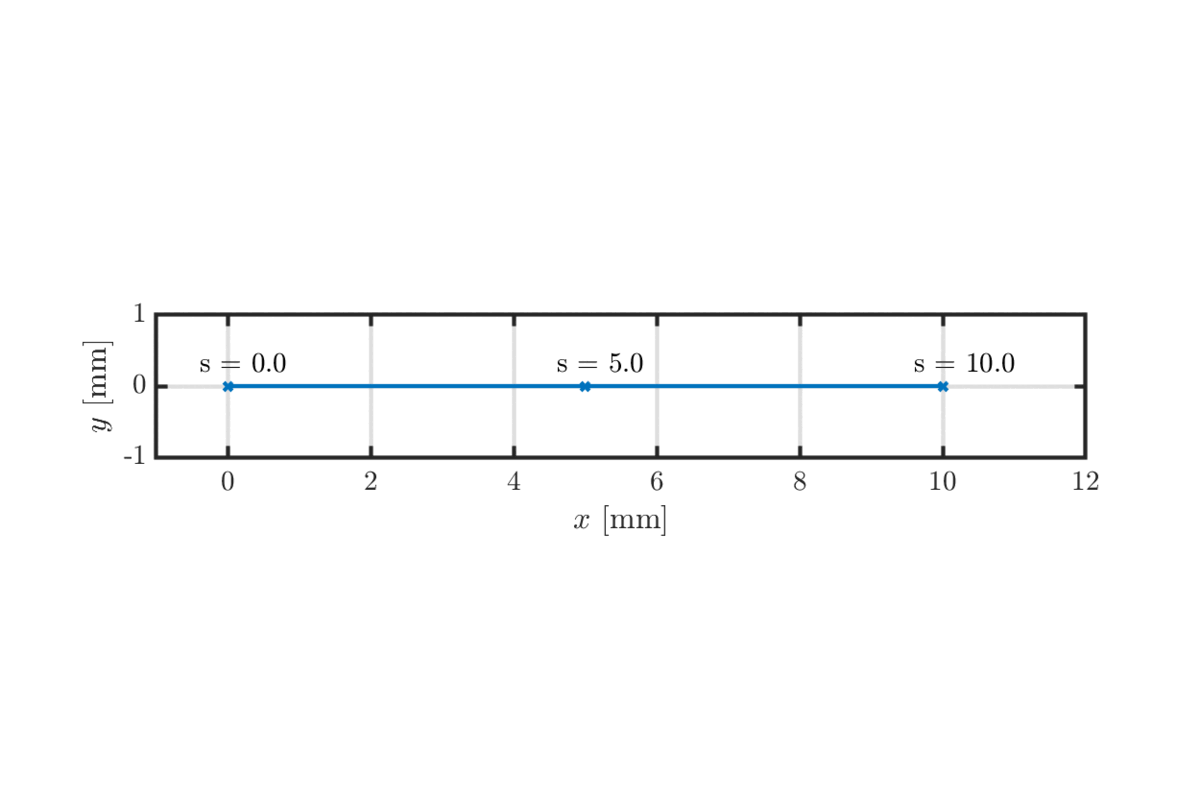 1
s = 0.0 s = 5.0 s = 10.0
0
-1
y [mm]
0 2 4 6 8 10 12
x [mm]